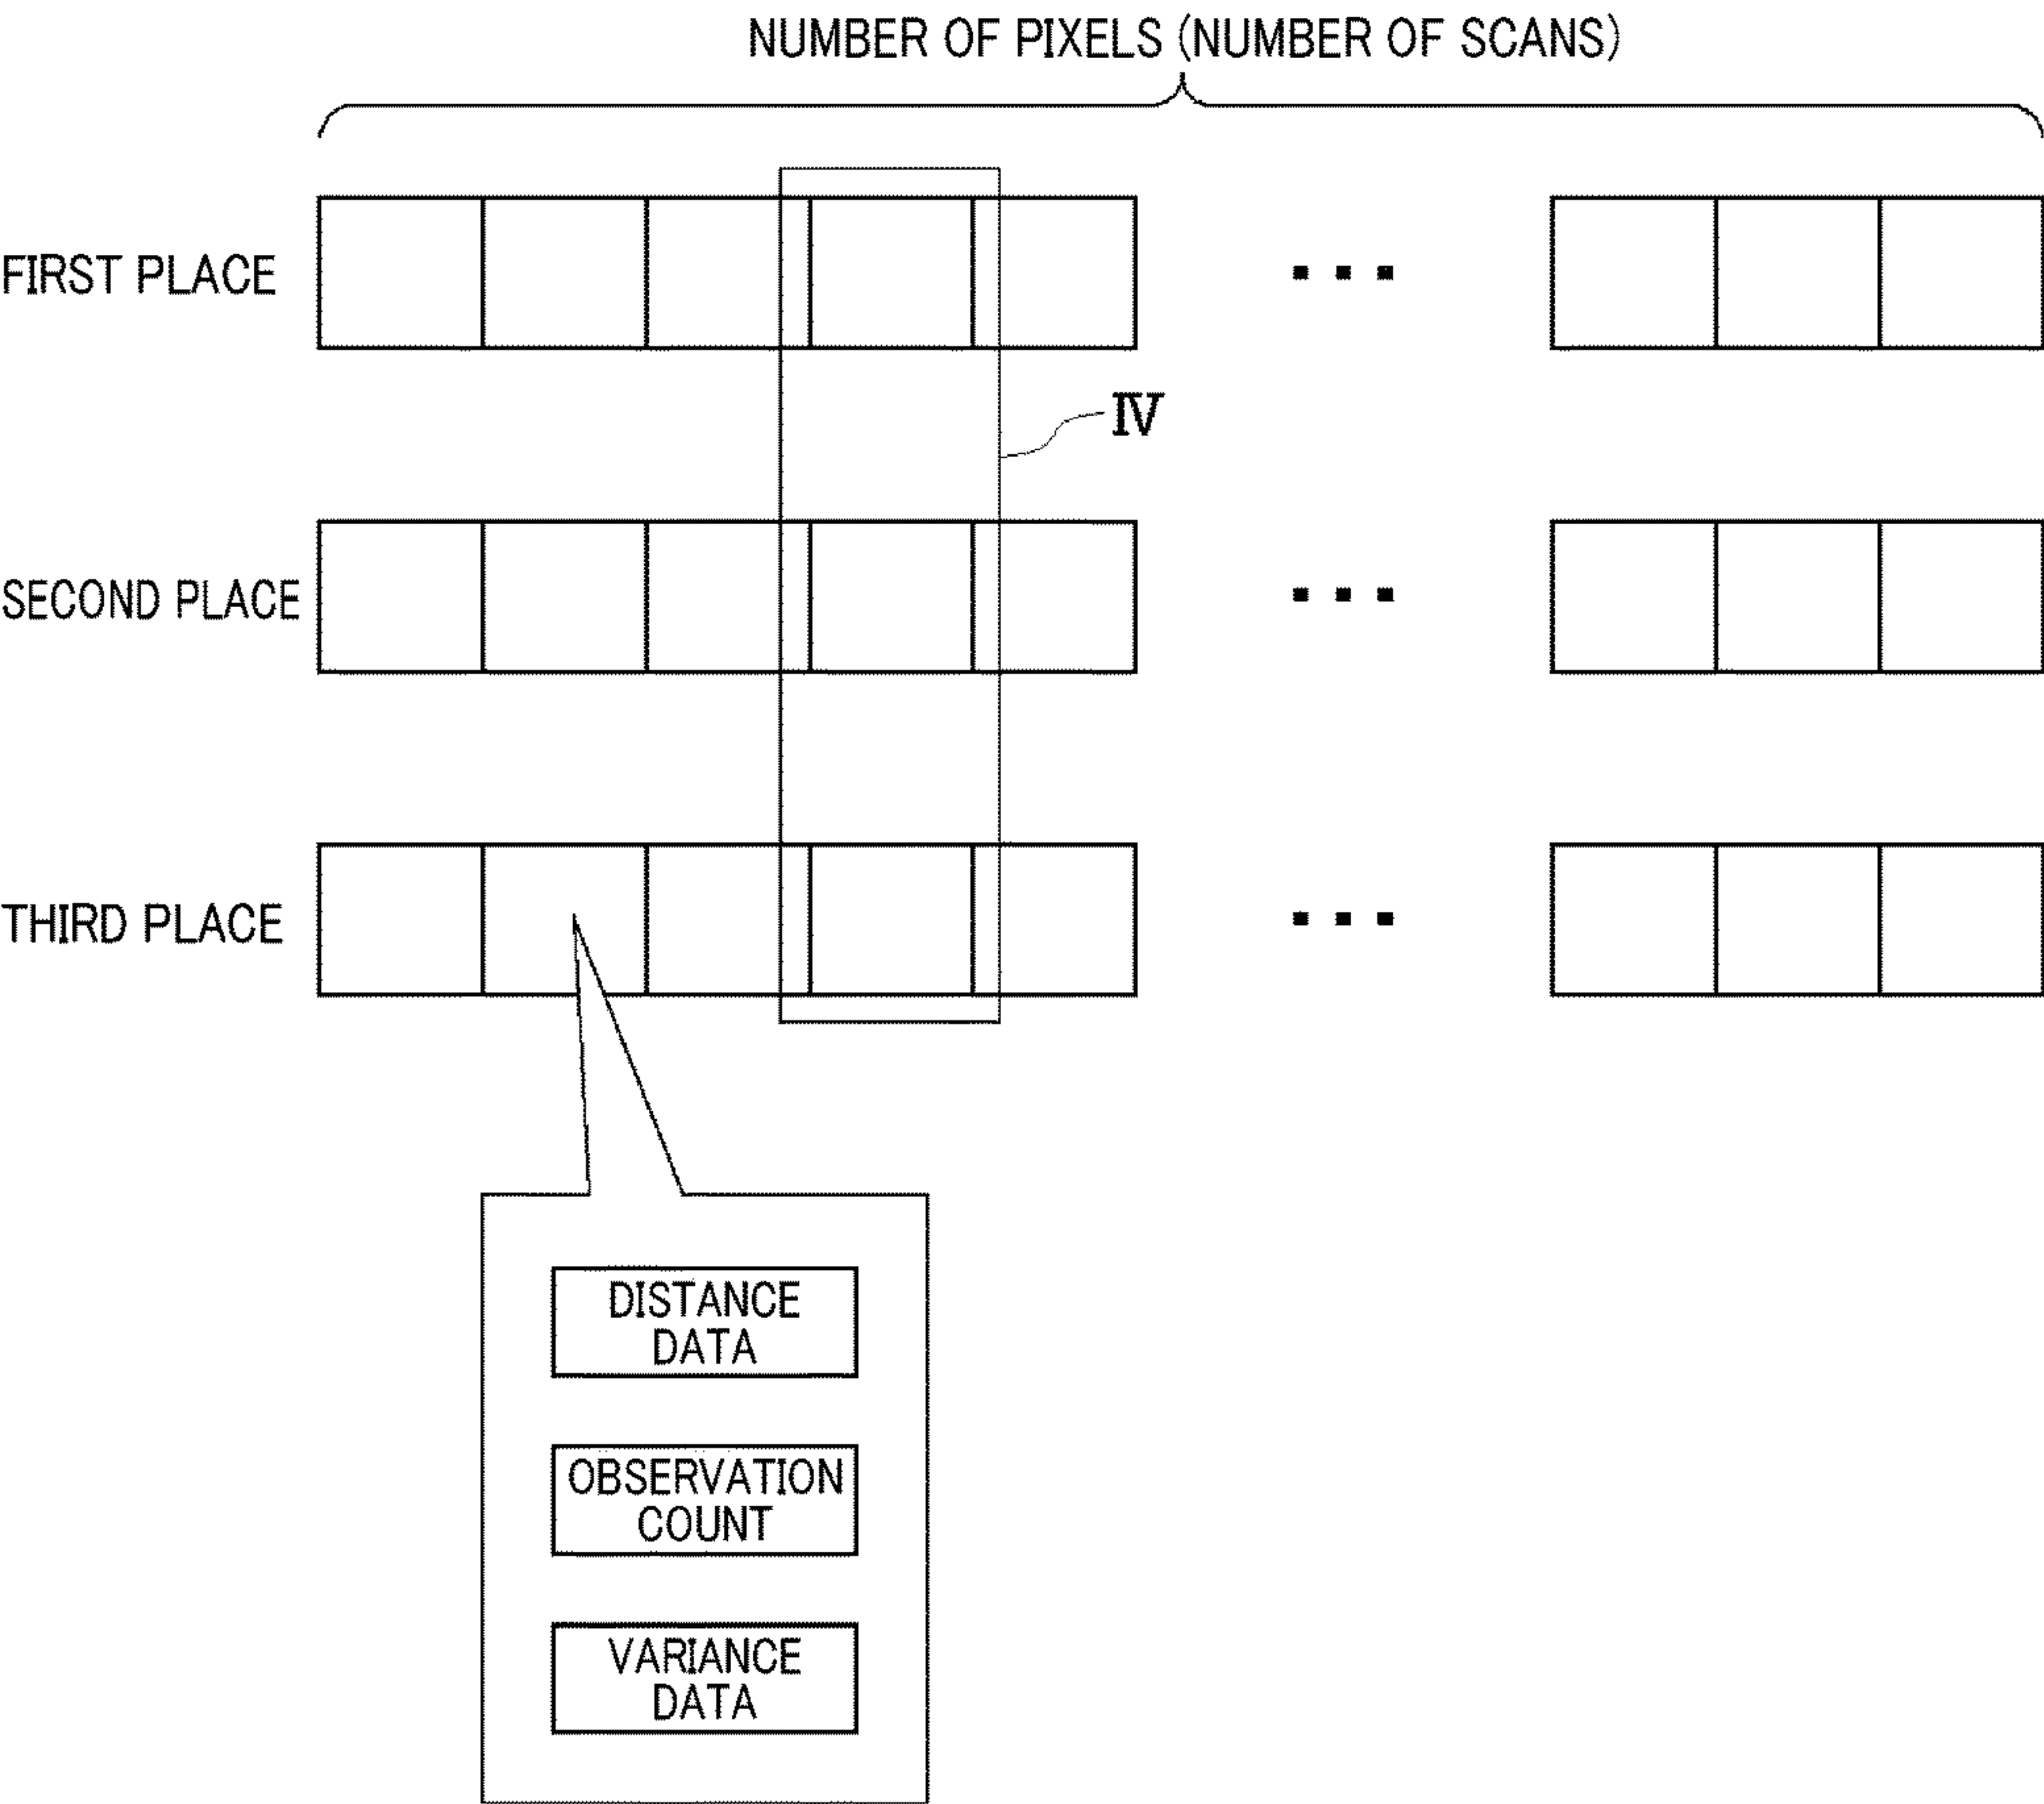 NUMBER OF PIXELS (NUMBER OF SCANS)
FIRST PLACE
IV
SECOND PLACE
THIRD PLACE
DISTANCE
DATA
OBSERVATION
COUNT
VARIANCE
DATA